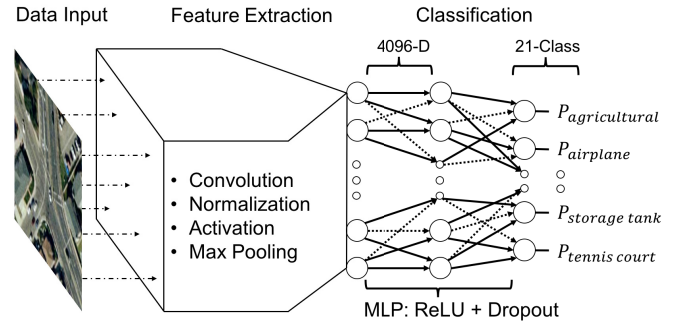 Data Input
Feature Extraction
Classification
4096-D
21-Class
• Convolution
• Normalization
• Activation
• Max Pooling
P_agricultural
P_airplane
P_storage tank
P_tennis court
MLP: ReLU + Dropout